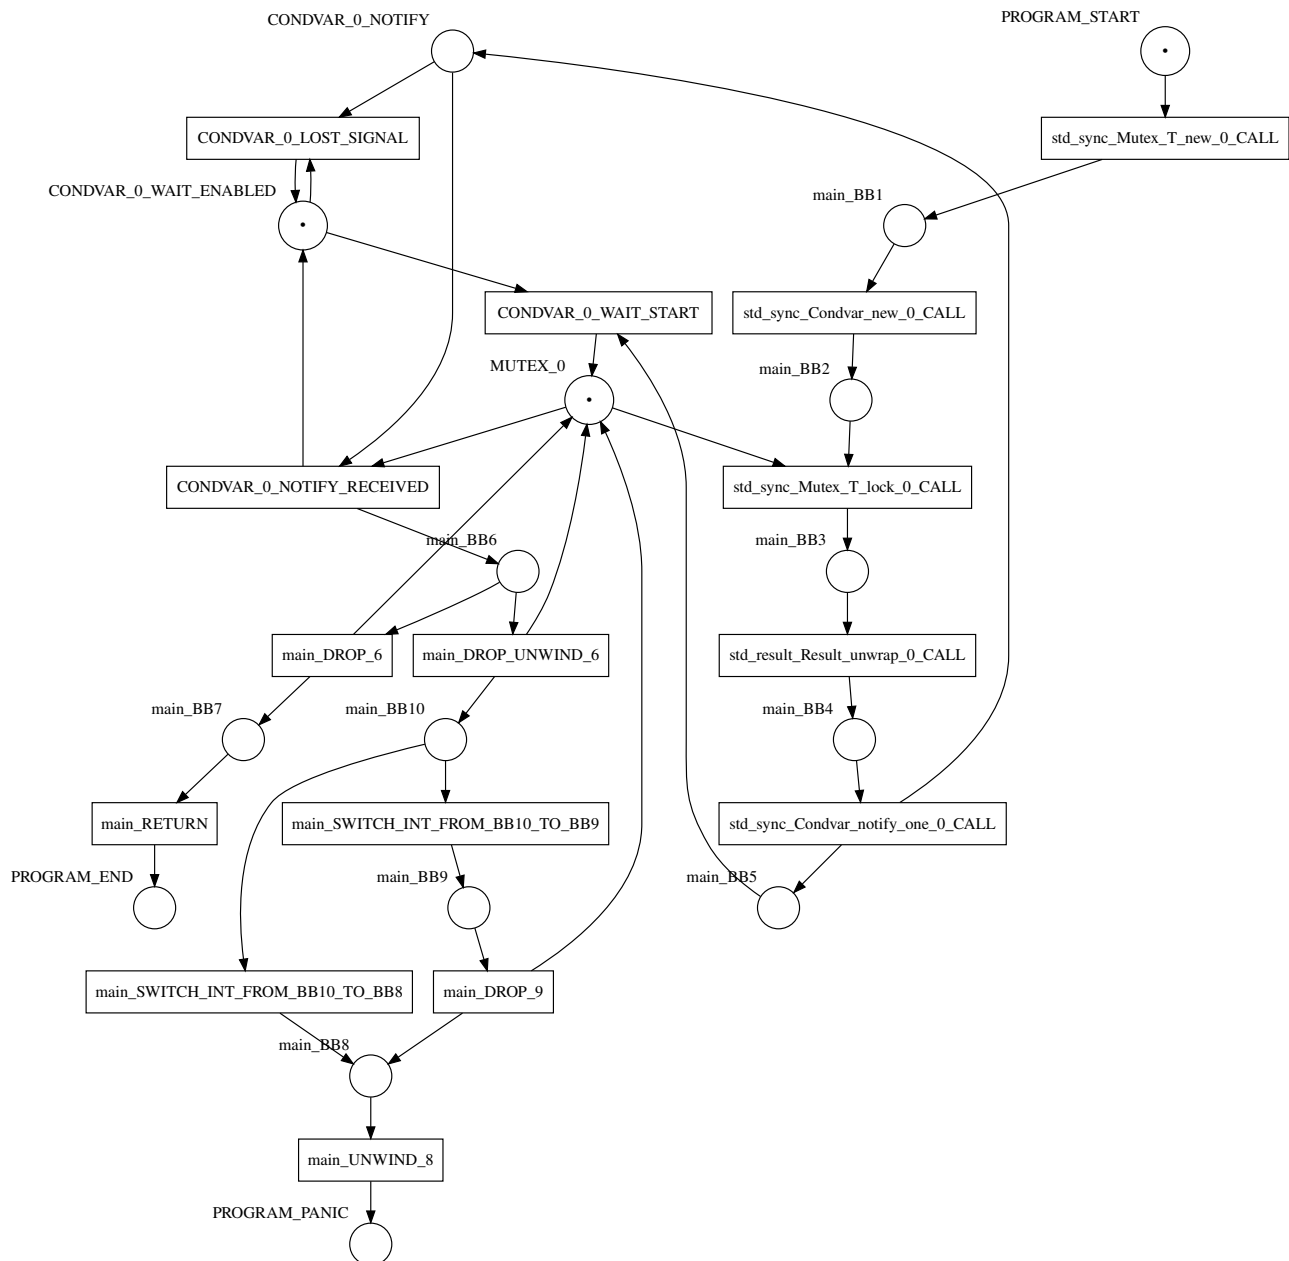 PROGRAM_START
CONDVAR_0_NOTIFY
CONDVAR_0_LOST_SIGNAL
std_sync_Mutex_T_new_0_CALL
CONDVAR_0_WAIT_ENABLED
main_BB1
CONDVAR_0_WAIT_START
std_sync_Condvar_new_0_CALL
MUTEX_0
main_BB2
CONDVAR_0_NOTIFY_RECEIVED
std_sync_Mutex_T_lock_0_CALL
main_BB6
main_BB3
main_DROP_6
main_DROP_UNWIND_6
std_result_Result_unwrap_0_CALL
main_BB7
main_BB10
main_BB4
main_RETURN
main_SWITCH_INT_FROM_BB10_TO_BB9
std_sync_Condvar_notify_one_0_CALL
PROGRAM_END
main_BB9
main_BB5
main_SWITCH_INT_FROM_BB10_TO_BB8
main_DROP_9
main_BB8
main_UNWIND_8
PROGRAM_PANIC